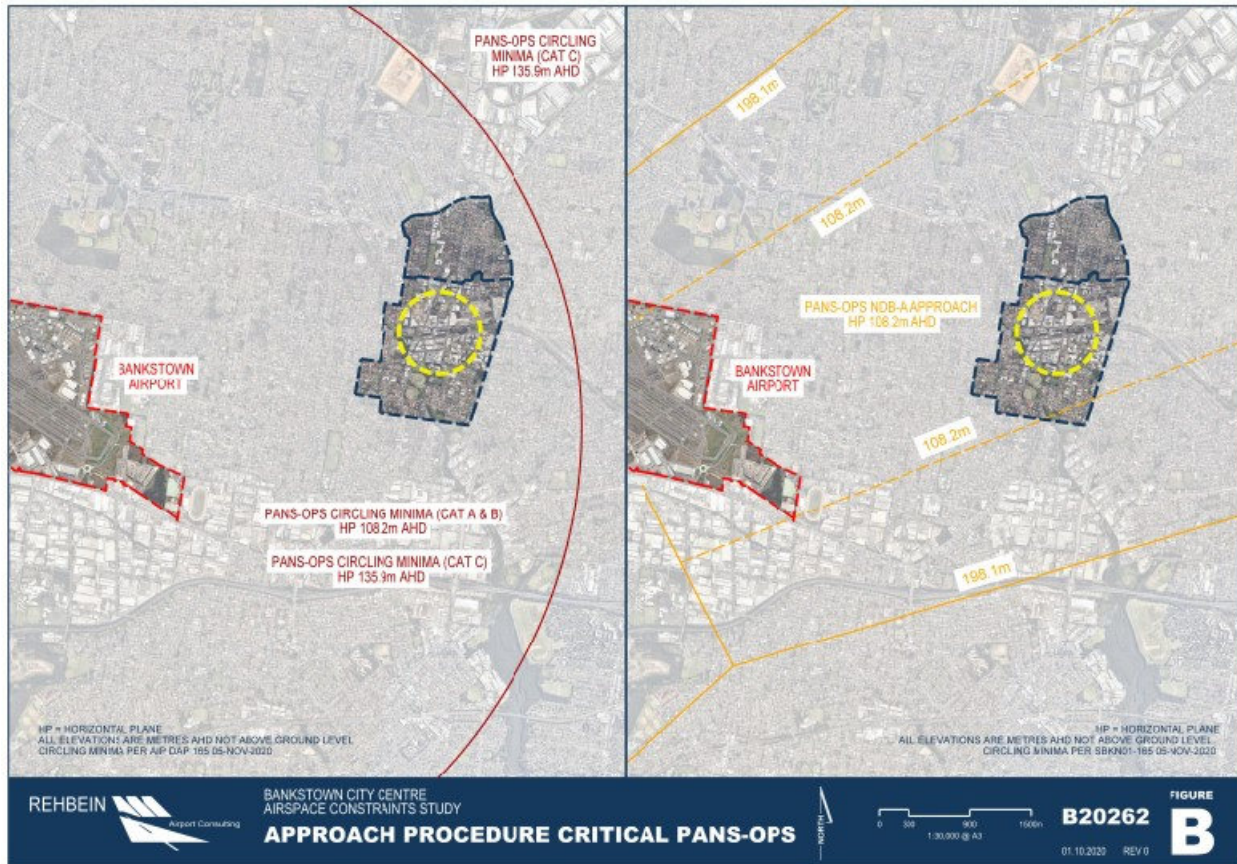 PANS-OPS CIRCLING
MINIMA (CAT C)
HP 135.9m AHD
BANKSTOWN
AIRPORT
PANS-OPS CIRCLING MINIMA (CAT A & B)
HP 108.2m AHD
PANS-OPS CIRCLING MINIMA (CAT C)
HP 135.9m AHD
HP = HORIZONTAL PLANE
ALL ELEVATIONS ARE METRES AHD NOT ABOVE GROUND LEVEL
CIRCLING MINIMA PER AIP DAP 165 05-NOV-2020
198.1m
108.2m
PANS-OPS NDB-A APPROACH
HP 108.2m AHD
BANKSTOWN
AIRPORT
108.2m
198.1m
HP = HORIZONTAL PLANE
ALL ELEVATIONS ARE METRES AHD NOT ABOVE GROUND LEVEL
CIRCLING MINIMA PER SBKN01-165 05-NOV-2020
REHBEIN
Airport Consulting
BANKSTOWN CITY CENTRE
AIRSPACE CONSTRAINTS STUDY
APPROACH PROCEDURE CRITICAL PANS-OPS
NORTH
0 300 900 1500m
1:30,000 @ A3
B20262
01.10.2020 REV 0
FIGURE
B